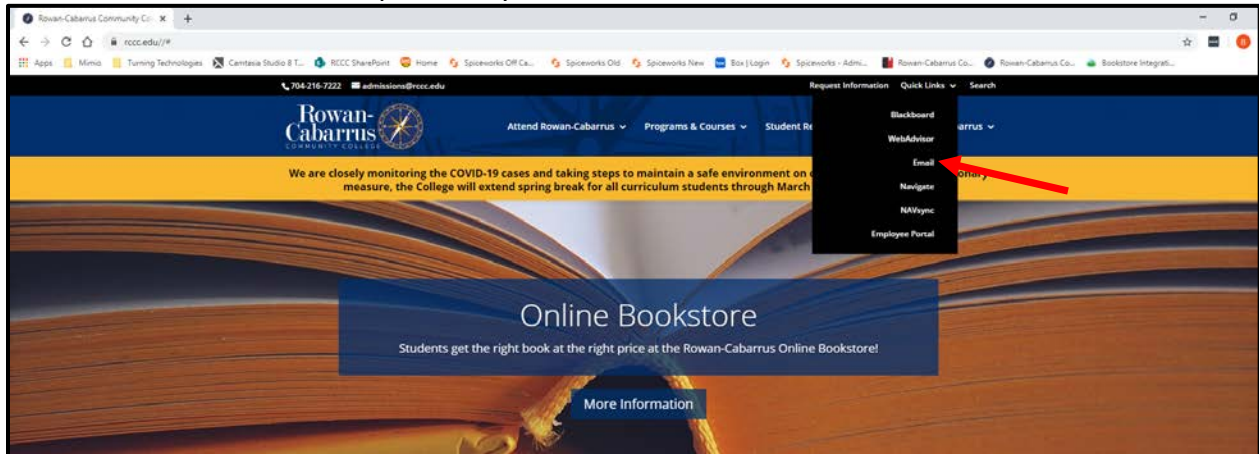 Rowan-Cabarrus Community Co
rccc.edu//#
Apps Mimio Turning Technologies Camtasia Studio 8 T... RCCC SharePoint Home Spiceworks Off Ca... Spiceworks Old Spiceworks New Box | Login Spiceworks - Admi... Rowan-Cabarrus Co... Rowan-Cabarrus Co... Bookstore Integrati...
704-216-7222 admissions@rccc.edu Request Information Quick Links Search
Rowan-
Cabarrus
COMMUNITY COLLEGE
Attend Rowan-Cabarrus Programs & Courses Student Re arrus
Blackboard
WebAdvisor
Email
Navigate
NAVsync
Employee Portal
We are closely monitoring the COVID-19 cases and taking steps to maintain a safe environment on
measure, the College will extend spring break for all curriculum students through March
Online Bookstore
Students get the right book at the right price at the Rowan-Cabarrus Online Bookstore!
More Information